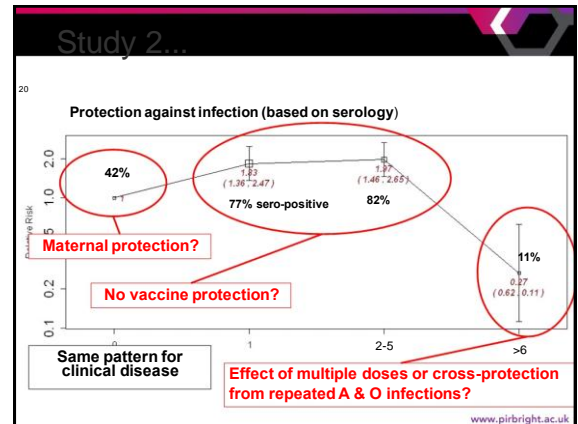 Study 2...
20
Protection against infection (based on serology)
Relative Risk
2.0
1.0
0.2
0.1
42%
1
1.83
(1.36, 2.47)
77% sero-positive
1.97
(1.46, 2.65)
82%
11%
0.27
(0.62, 0.11)
Maternal protection?
No vaccine protection?
0
1
2-5
>6
Same pattern for
clinical disease
Effect of multiple doses or cross-protection
from repeated A & O infections?
www.pirbright.ac.uk